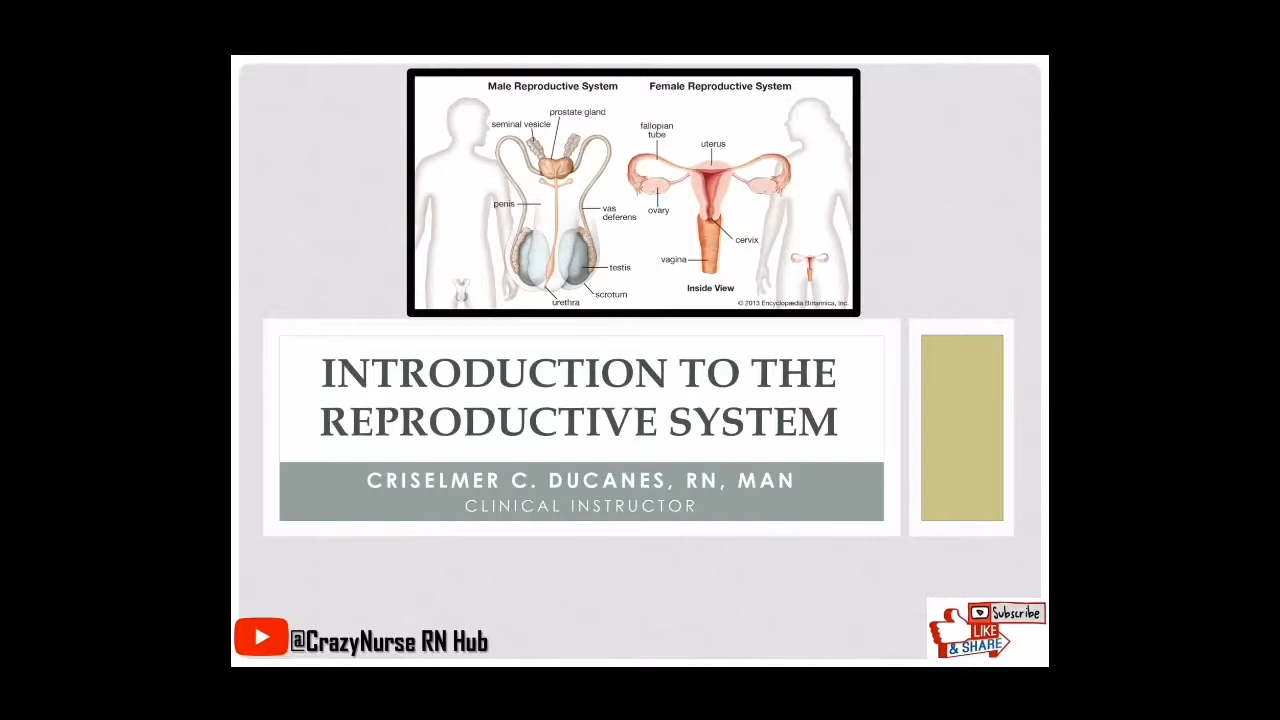 Male Reproductive System
Female Reproductive System
prostate gland
seminal vesicle
penis
vas
deferens
testis
scrotum
urethra
fallopian
tube
uterus
ovary
cervix
vagina
Inside View
© 2013 Encyclopædia Britannica, Inc.
INTRODUCTION TO THE
REPRODUCTIVE SYSTEM
CRISELMER C. DUCANES, RN, MAN
CLINICAL INSTRUCTOR
@CrazyNurse RN Hub
Subscribe
LIKE
& SHARE